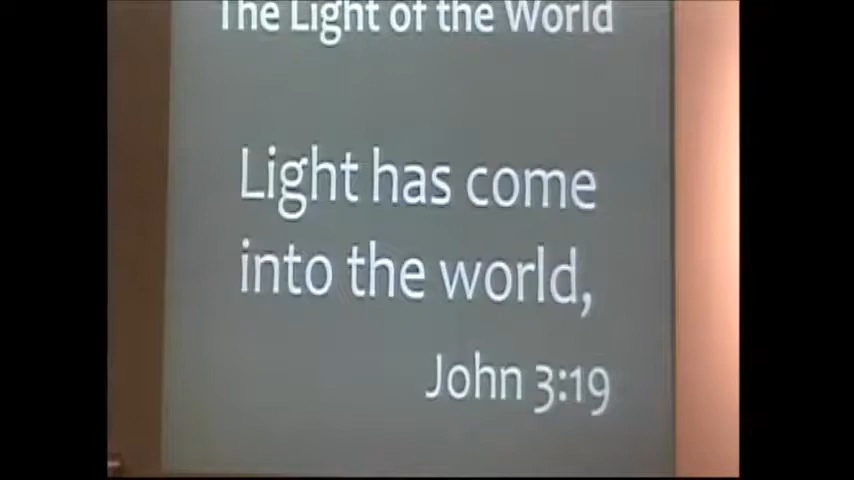 The Light of the World
Light has come
into the world,
John 3:19